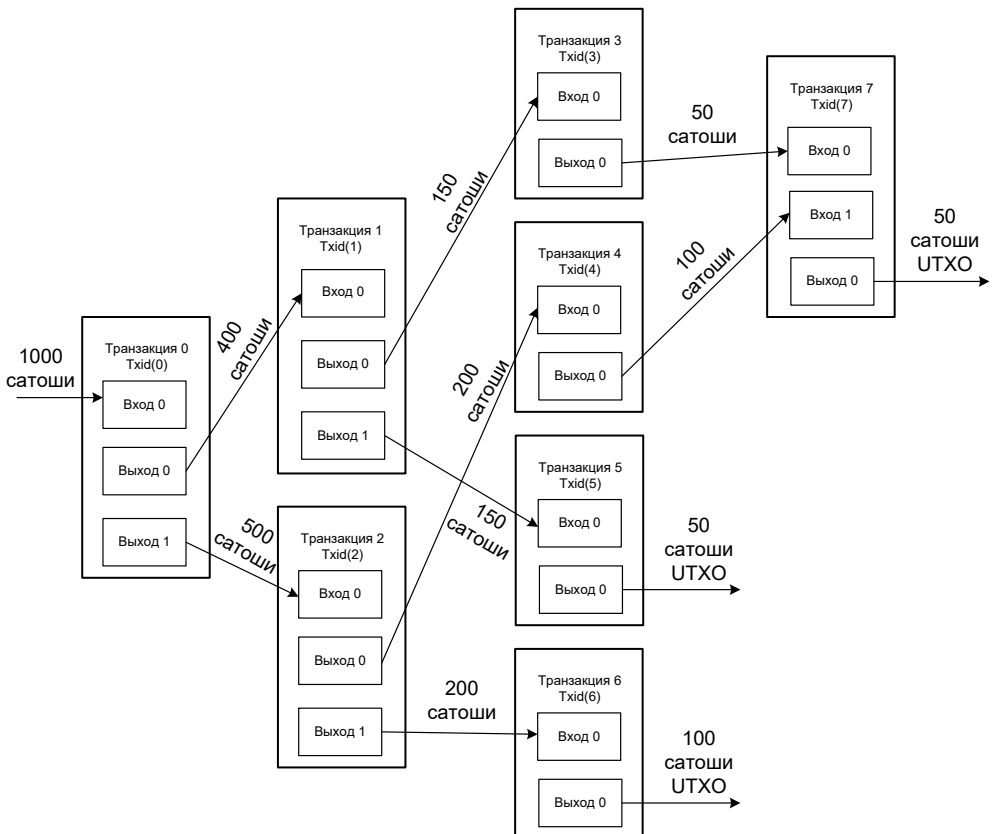 1000
сатоши
Транзакция 0
Txid(0)
Вход 0
Выход 0
Выход 1
400
сатоши
500
сатоши
Транзакция 1
Txid(1)
Вход 0
Выход 0
Выход 1
Транзакция 2
Txid(2)
Вход 0
Выход 0
Выход 1
150
сатоши
200
сатоши
150
сатоши
200
сатоши
Транзакция 3
Txid(3)
Вход 0
Выход 0
Транзакция 4
Txid(4)
Вход 0
Выход 0
Транзакция 5
Txid(5)
Вход 0
Выход 0
Транзакция 6
Txid(6)
Вход 0
Выход 0
50
сатоши
100
сатоши
50
сатоши
UTXO
100
сатоши
UTXO
Транзакция 7
Txid(7)
Вход 0
Вход 1
Выход 0
50
сатоши
UTXO